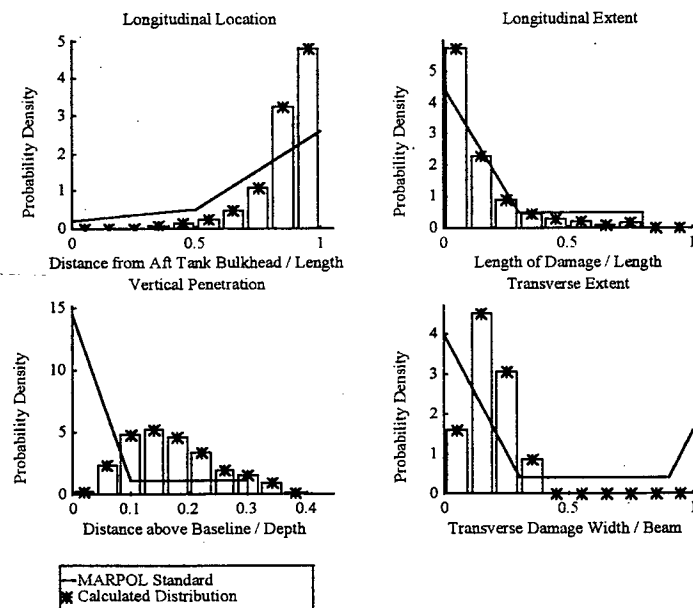 Longitudinal Location
Longitudinal Extent
Probability Density
5
4
3
2
1
0
0
0.5
1
Distance from Aft Tank Bulkhead / Length
Probability Density
5
4
3
2
1
0
0
0.5
1
Length of Damage / Length
Vertical Penetration
Transverse Extent
Probability Density
15
10
5
0
0
0.1
0.2
0.3
0.4
Distance above Baseline / Depth
Probability Density
4
3
2
1
0
0
0.5
1
Transverse Damage Width / Beam
MARPOL Standard
Calculated Distribution